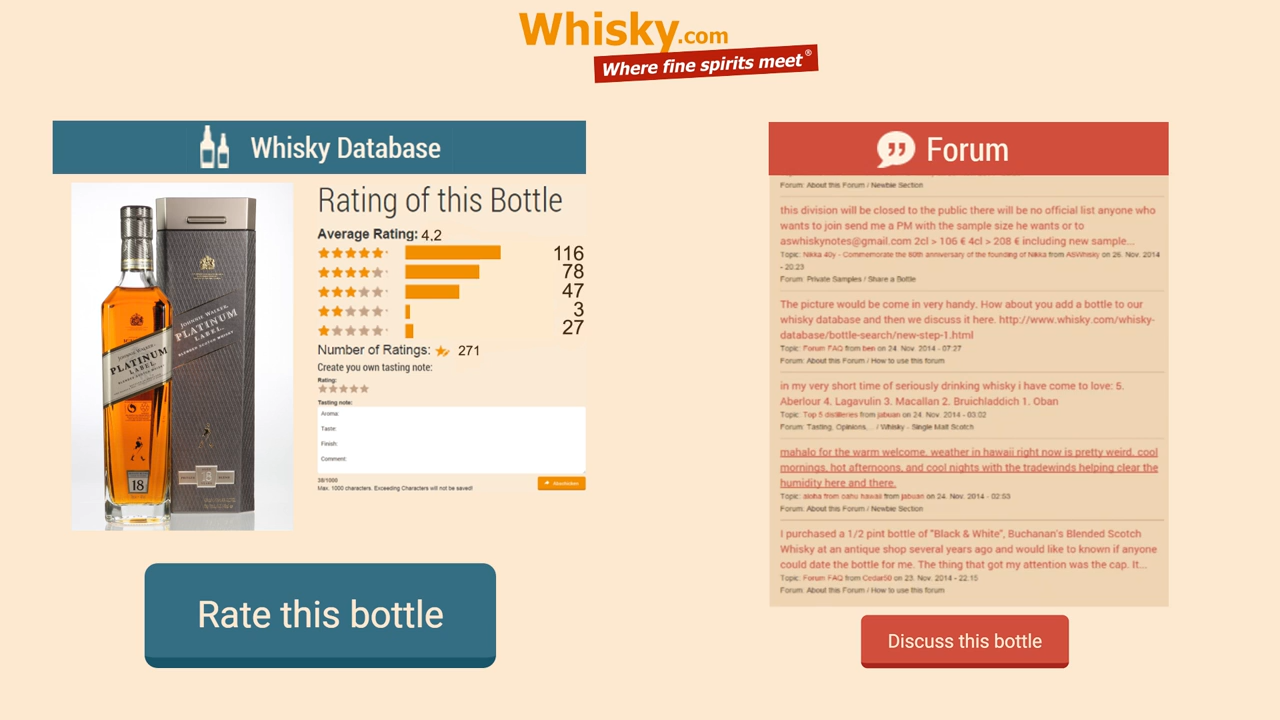 Whisky.com
Where fine spirits meet®
Whisky Database
JOHNNIE WALKER
PLATINUM
LABEL
BLENDED SCOTCH WHISKY
18
JOHNNIE WALKER
PLATINUM
LABEL
BLENDED SCOTCH WHISKY
18
Rating of this Bottle
Average Rating: 4,2
116
78
47
3
27
Number of Ratings: 271
Create you own tasting note:
Rating:
Tasting note:
Aroma:
Taste:
Finish:
Comment:
38/1000
Max. 1000 characters. Exceeding Characters will not be saved!
Rate this bottle
Forum
Forum: About this Forum / Newbie Section
this division will be closed to the public there will be no official list anyone who
wants to join send me a PM with the sample size he wants or to
aswhiskynotes@gmail.com 2cl > 106 € 4cl > 208 € including new sample...
Topic: Nikka 40y - Commemorate the 80th anniversary of the founding of Nikka from ASWhisky on 26. Nov. 2014
- 20:23
Forum: Private Samples / Share a Bottle
The picture would be come in very handy. How about you add a bottle to our
whisky database and then we discuss it here. http://www.whisky.com/whisky-
database/bottle-search/new-step-1.html
Topic: Forum FAQ from ben on 24. Nov. 2014 - 07:27
Forum: About this Forum / How to use this forum
in my very short time of seriously drinking whisky i have come to love: 5.
Aberlour 4. Lagavulin 3. Macallan 2. Bruichladdich 1. Oban
Topic: Top 5 distilleries from jabuan on 24. Nov. 2014 - 03:02
Forum: Tasting, Opinions,... / Whisky - Single Malt Scotch
mahalo for the warm welcome. weather in hawaii right now is pretty weird. cool
mornings, hot afternoons, and cool nights with the tradewinds helping clear the
humidity here and there.
Topic: aloha from oahu hawaii from jabuan on 24. Nov. 2014 - 02:53
Forum: About this Forum / Newbie Section
I purchased a 1/2 pint bottle of "Black & White", Buchanan's Blended Scotch
Whisky at an antique shop several years ago and would like to known if anyone
could date the bottle for me. The thing that got my attention was the cap. It...
Topic: Forum FAQ from Cedar50 on 23. Nov. 2014 - 22:15
Forum: About this Forum / How to use this forum
Discuss this bottle